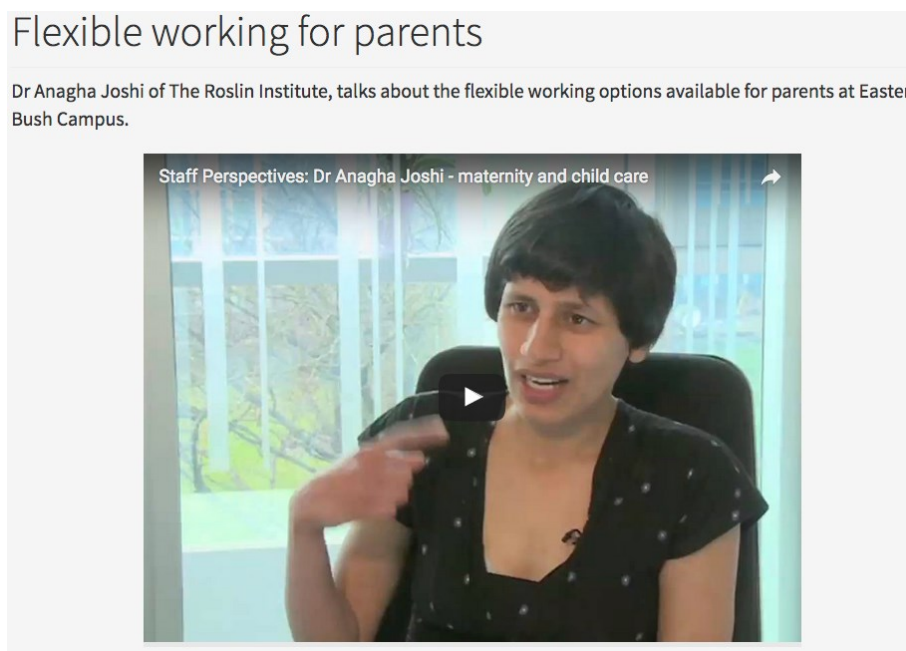 Flexible working for parents
Dr Anagha Joshi of The Roslin Institute, talks about the flexible working options available for parents at Easter
Bush Campus.
Staff Perspectives: Dr Anagha Joshi - maternity and child care